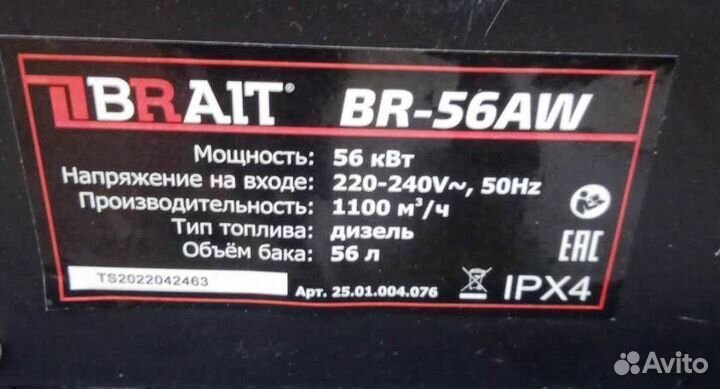 BRAIT® BR-56AW
Мощность: 56 кВт
Напряжение на входе: 220-240V~, 50Hz
Производительность: 1100 м³/ч
Тип топлива: дизель
Объём бака: 56 л
TS2022042463
Арт. 25.01.004.076
EAC
IPX4
Avito